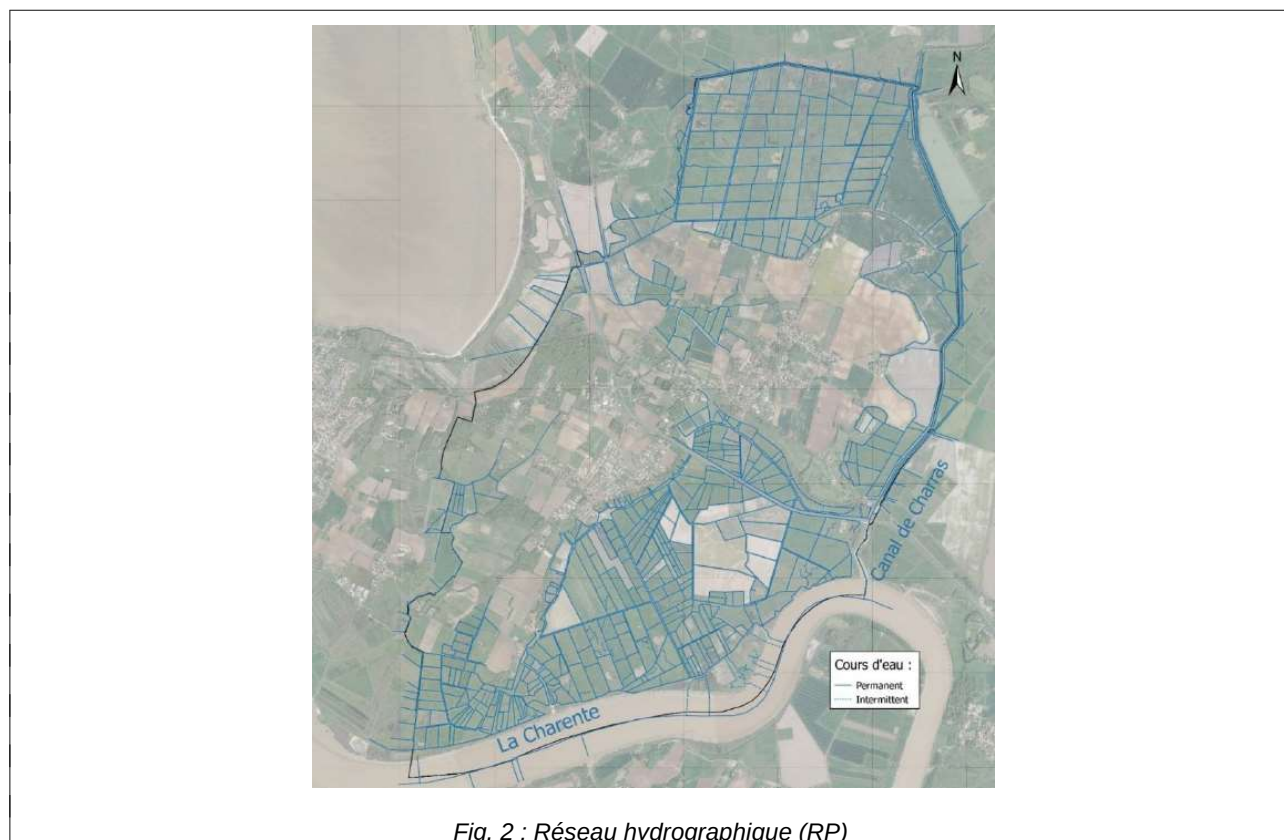 N
Canal de Charras
Cours d'eau :
Permanent
Intermittent
La Charente
Fig. 2 : Réseau hydrographique (RP)